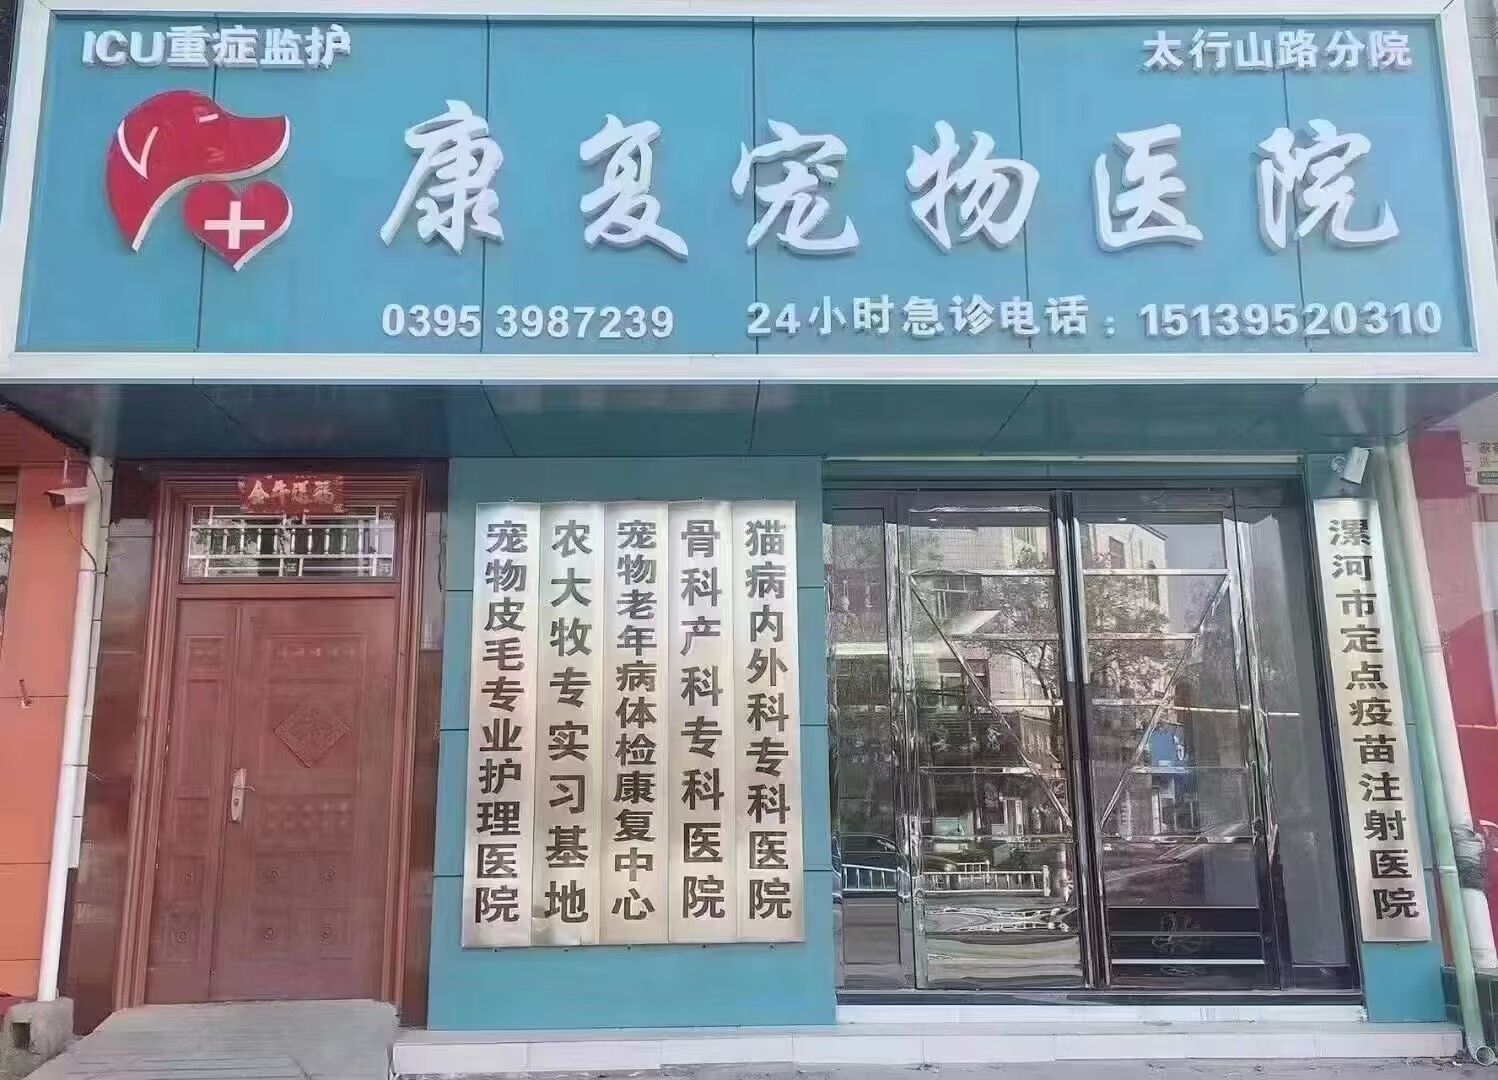 ICU重症监护
太行山路分院
康复宠物医院
0395 3987239
24小时急诊电话：15139520310
宠物皮毛专业护理医院
农大牧专实习基地
宠物老年病体检康复中心
骨科产科专科医院
猫病内外科专科医院
漯河市定点疫苗注射医院